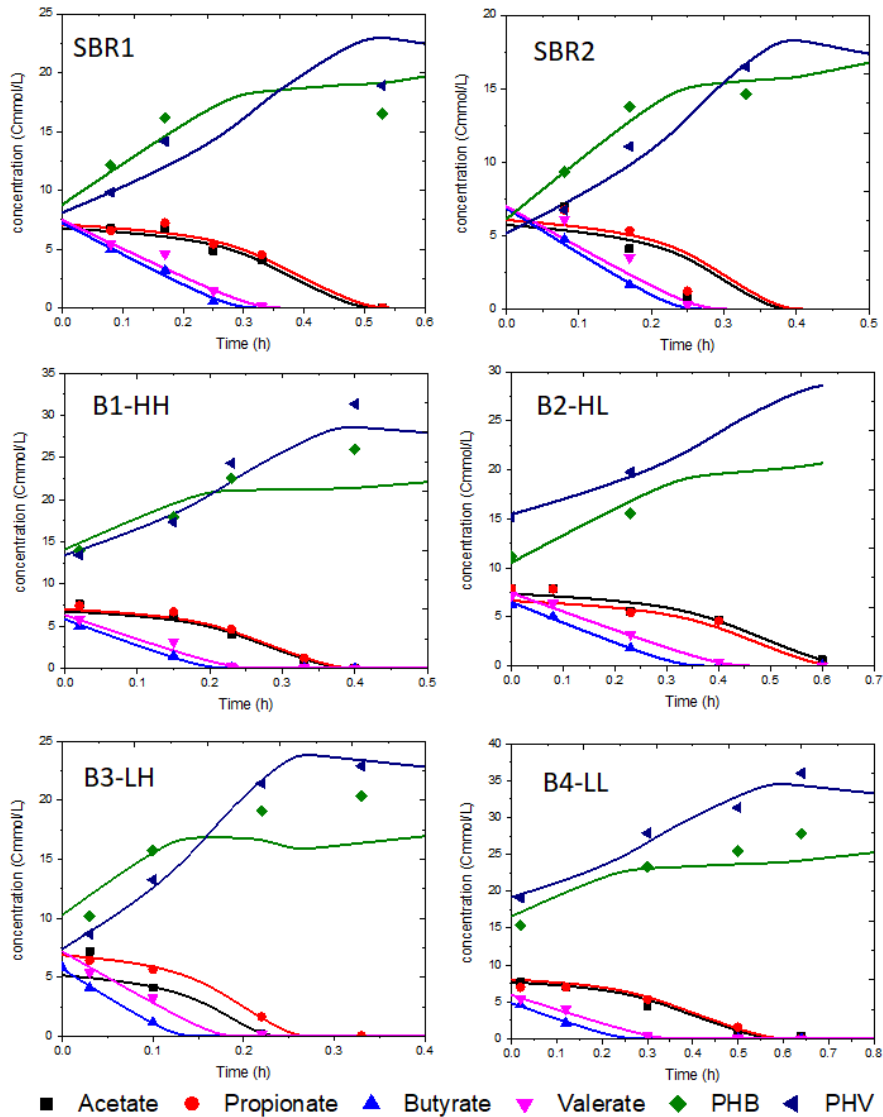 SBR1
concentration (Cmmol/L)
25
20
15
10
5
0
0.0 0.1 0.2 0.3 0.4 0.5 0.6
Time (h)
SBR2
concentration (Cmmol/L)
20
15
10
5
0
0.0 0.1 0.2 0.3 0.4 0.5
Time (h)
B1-HH
concentration (Cmmol/L)
35
30
25
20
15
10
5
0
0.0 0.1 0.2 0.3 0.4 0.5
Time (h)
B2-HL
concentration (Cmmol/L)
30
25
20
15
10
5
0
0.0 0.1 0.2 0.3 0.4 0.5 0.6 0.7
Time (h)
B3-LH
concentration (Cmmol/L)
25
20
15
10
5
0
0.0 0.1 0.2 0.3 0.4
Time (h)
B4-LL
concentration (Cmmol/L)
40
35
30
25
20
15
10
5
0
0.0 0.1 0.2 0.3 0.4 0.5 0.6 0.7 0.8
Time (h)
Acetate Propionate Butyrate Valerate PHB PHV